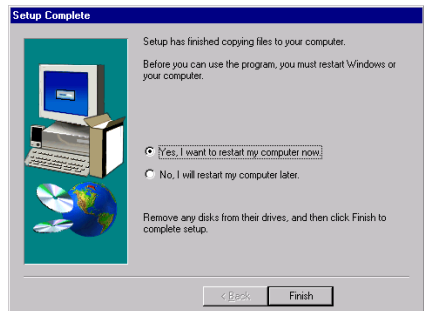 Setup Complete
Setup has finished copying files to your computer.
Before you can use the program, you must restart Windows or
your computer.
Yes, I want to restart my computer now.
No, I will restart my computer later.
Remove any disks from their drives, and then click Finish to
complete setup.
< Back
Finish